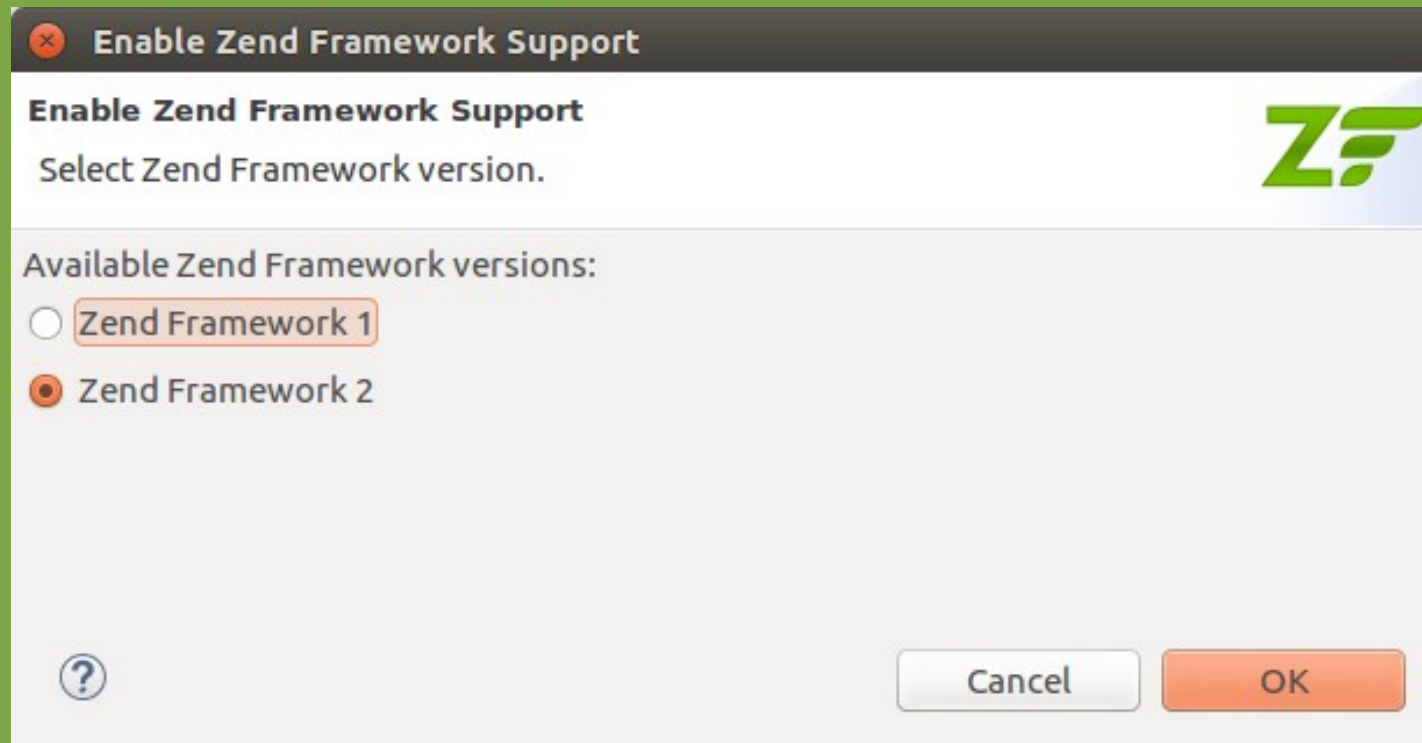 Enable Zend Framework Support
Enable Zend Framework Support
Select Zend Framework version.
ZF
Available Zend Framework versions:
Zend Framework 1
Zend Framework 2
?
Cancel
OK